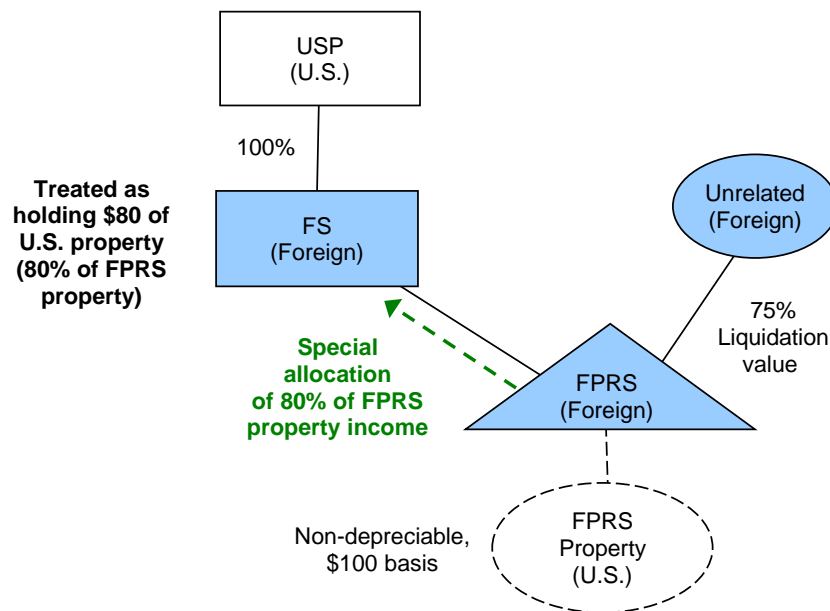 USP
(U.S.)
100%
Treated as
holding $80 of
U.S. property
(80% of FPRS
property)
FS
(Foreign)
Unrelated
(Foreign)
75%
Liquidation
value
Special
allocation
of 80% of FPRS
property income
FPRS
(Foreign)
Non-depreciable,
$100 basis
FPRS
Property
(U.S.)